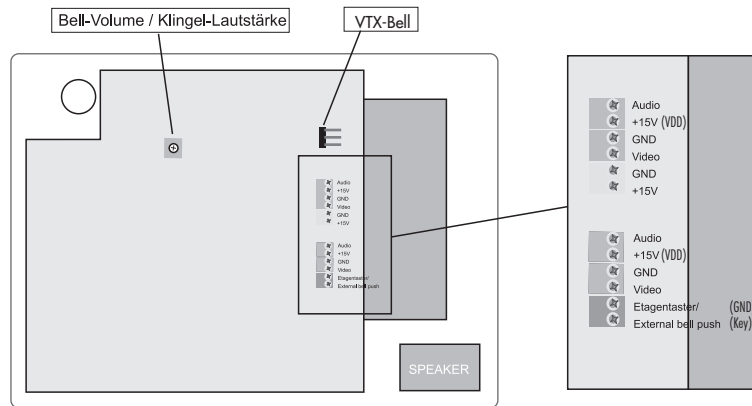 Bell-Volume / Klingel-Lautstärke
VTX-Bell
Audio
+15V
GND
Video
GND
+15V
Audio
+15V
GND
Video
Etagentaster/
External bell push
SPEAKER
Audio
+15V (VDD)
GND
Video
GND
+15V
Audio
+15V (VDD)
GND
Video
Etagentaster/ (GND
External bell push (Key)